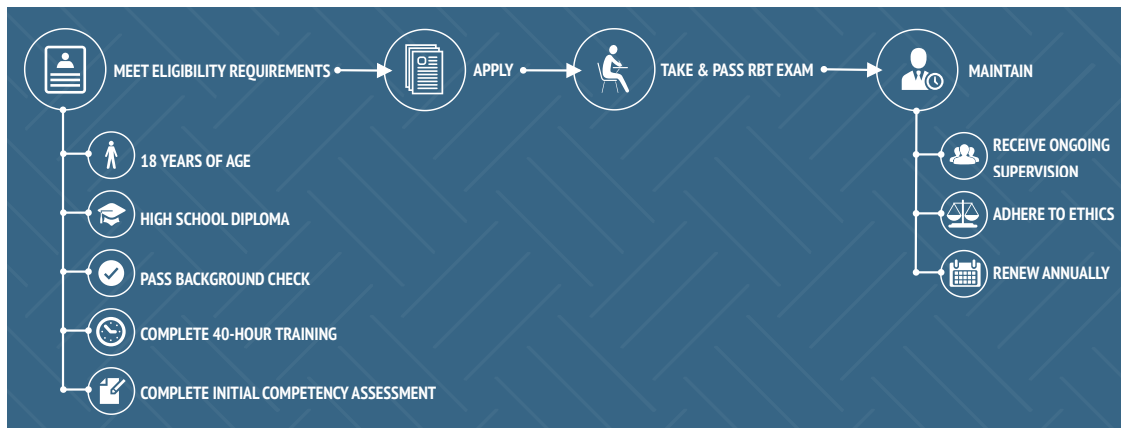 MEET ELIGIBILITY REQUIREMENTS
APPLY
TAKE & PASS RBT EXAM
MAINTAIN
18 YEARS OF AGE
HIGH SCHOOL DIPLOMA
PASS BACKGROUND CHECK
COMPLETE 40-HOUR TRAINING
COMPLETE INITIAL COMPETENCY ASSESSMENT
RECEIVE ONGOING
SUPERVISION
ADHERE TO ETHICS
RENEW ANNUALLY